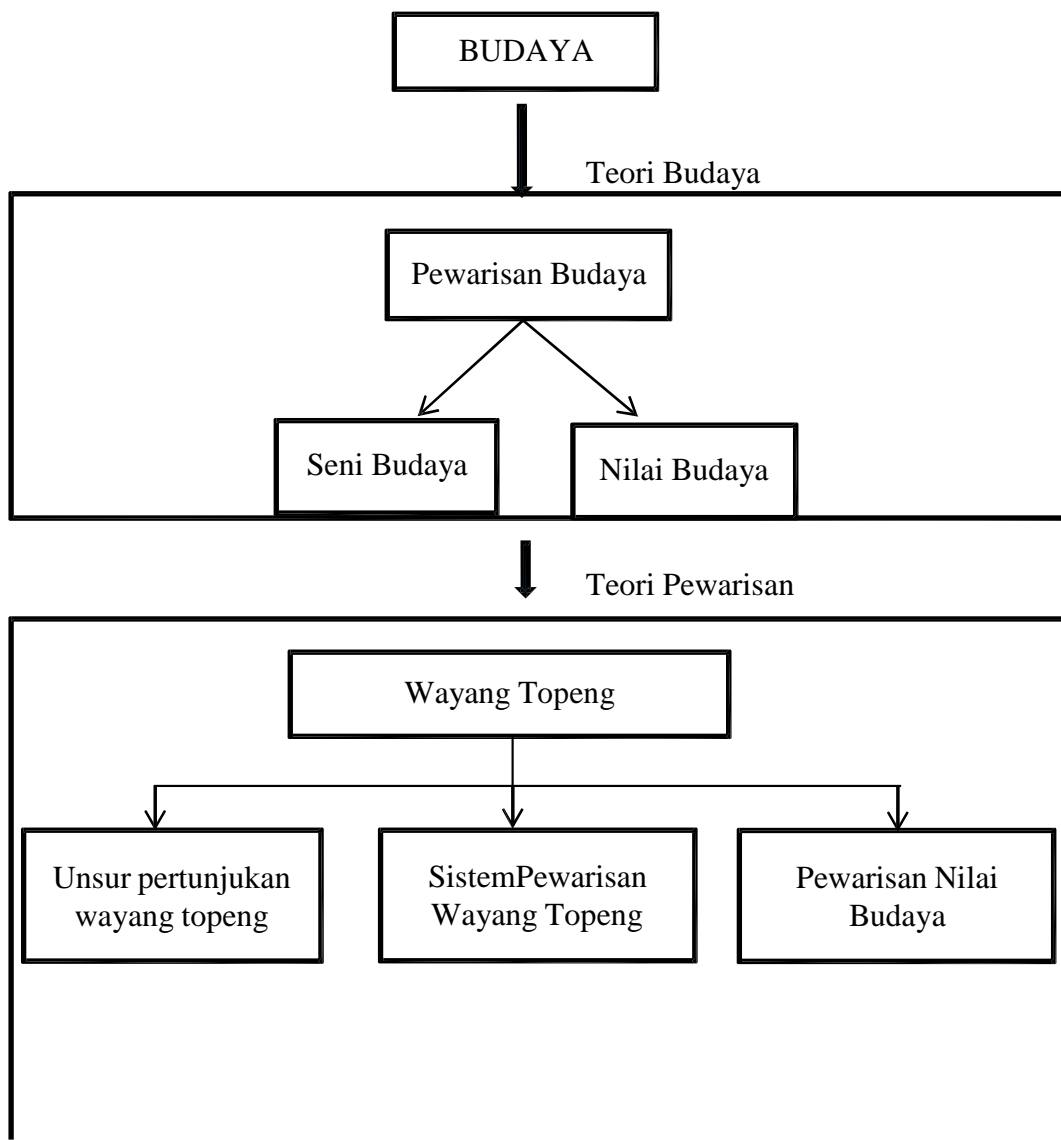 BUDAYA
Teori Budaya
Pewarisan Budaya
Seni Budaya
Nilai Budaya
Teori Pewarisan
Wayang Topeng
Unsur pertunjukan
wayang topeng
SistemPewarisan
Wayang Topeng
Pewarisan Nilai
Budaya